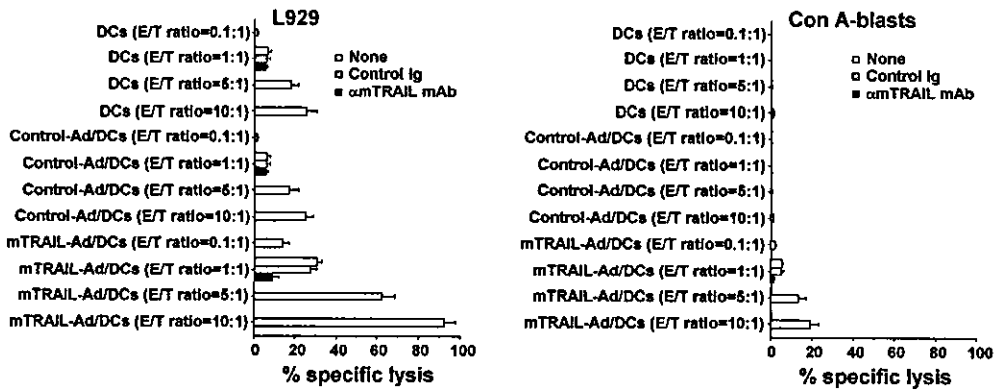 L929
DCs (E/T ratio=0.1:1)
DCs (E/T ratio=1:1)
DCs (E/T ratio=5:1)
DCs (E/T ratio=10:1)
Control-Ad/DCs (E/T ratio=0.1:1)
Control-Ad/DCs (E/T ratio=1:1)
Control-Ad/DCs (E/T ratio=5:1)
Control-Ad/DCs (E/T ratio=10:1)
mTRAIL-Ad/DCs (E/T ratio=0.1:1)
mTRAIL-Ad/DCs (E/T ratio=1:1)
mTRAIL-Ad/DCs (E/T ratio=5:1)
mTRAIL-Ad/DCs (E/T ratio=10:1)
None
Control Ig
αmTRAIL mAb
0 20 40 60 80 100
% specific lysis
Con A-blasts
DCs (E/T ratio=0.1:1)
DCs (E/T ratio=1:1)
DCs (E/T ratio=5:1)
DCs (E/T ratio=10:1)
Control-Ad/DCs (E/T ratio=0.1:1)
Control-Ad/DCs (E/T ratio=1:1)
Control-Ad/DCs (E/T ratio=5:1)
Control-Ad/DCs (E/T ratio=10:1)
mTRAIL-Ad/DCs (E/T ratio=0.1:1)
mTRAIL-Ad/DCs (E/T ratio=1:1)
mTRAIL-Ad/DCs (E/T ratio=5:1)
mTRAIL-Ad/DCs (E/T ratio=10:1)
None
Control Ig
αmTRAIL mAb
0 20 40 60 80 100
% specific lysis